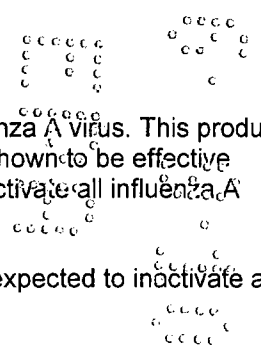 nza A virus. This produ
hown to be effective
ctivate all influenza A
expected to inactivate a